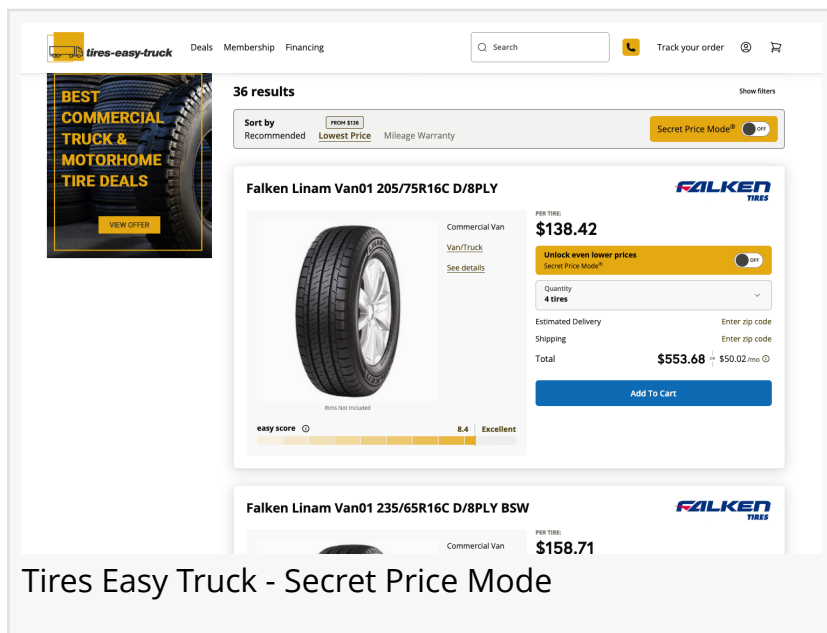 tires-easy-truck
Deals Membership Financing
Search
Track your order
BEST
COMMERCIAL
TRUCK &
MOTORHOME
TIRE DEALS
VIEW OFFER
36 results
Show filters
Sort by
FROM $138
Recommended Lowest Price Mileage Warranty
Secret Price Mode®
OFF
Falken Linam Van01 205/75R16C D/8PLY
FALKEN
TIRES
Commercial Van
Van/Truck
See details
LINAM
FALKEN
Rims Not Included
easy score
8.4 Excellent
PER TIRE:
$138.42
Unlock even lower prices
Secret Price Mode®
OFF
Quantity
4 tires
Estimated Delivery Enter zip code
Shipping Enter zip code
Total $553.68 or $50.02/mo
Add To Cart
Falken Linam Van01 235/65R16C D/8PLY BSW
FALKEN
TIRES
Commercial Van
PER TIRE:
$158.71
Tires Easy Truck - Secret Price Mode